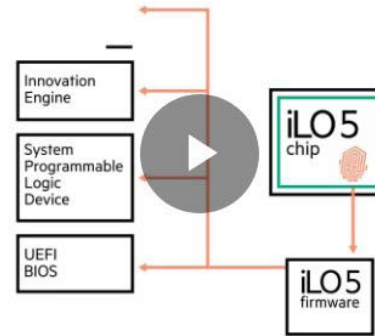 Innovation
Engine
System
Programmable
Logic
Device
UEFI
BIOS
iLO 5
chip
iLO 5
firmware